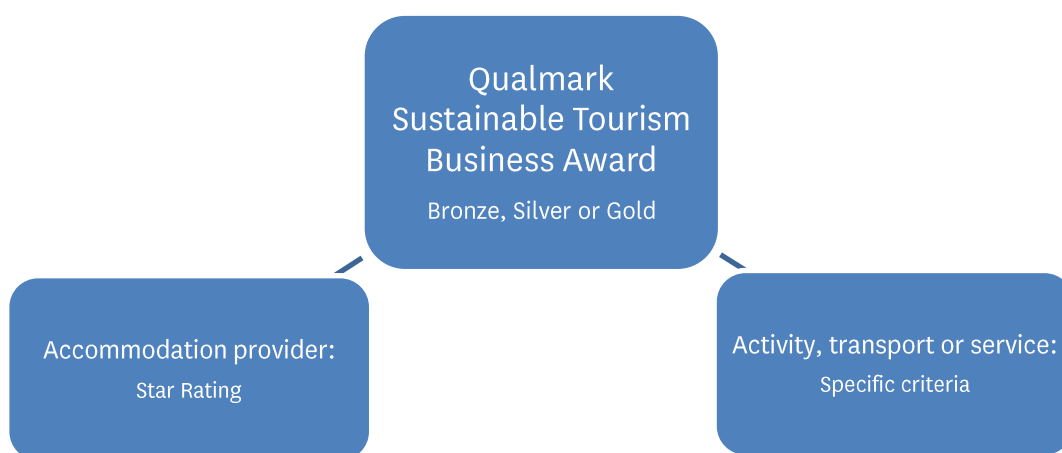 Qualmark
Sustainable Tourism
Business Award
Bronze, Silver or Gold
Accommodation provider:
Star Rating
Activity, transport or service:
Specific criteria